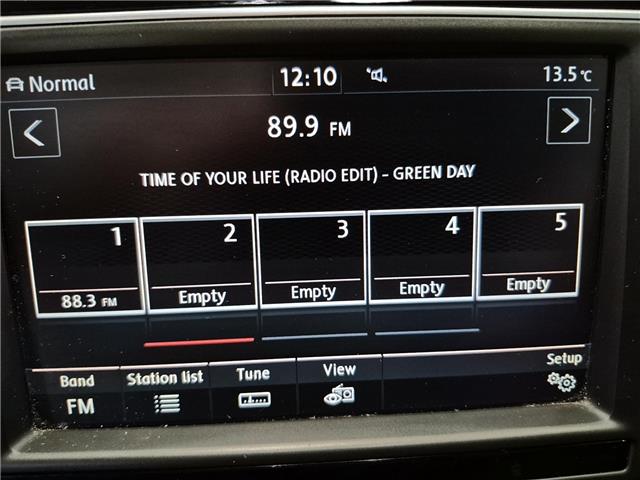 Normal 12:10 13.5°C
89.9 FM
TIME OF YOUR LIFE (RADIO EDIT) - GREEN DAY
1 2 3 4 5
88.3 FM Empty Empty Empty Empty
Band Station list Tune View Setup
FM